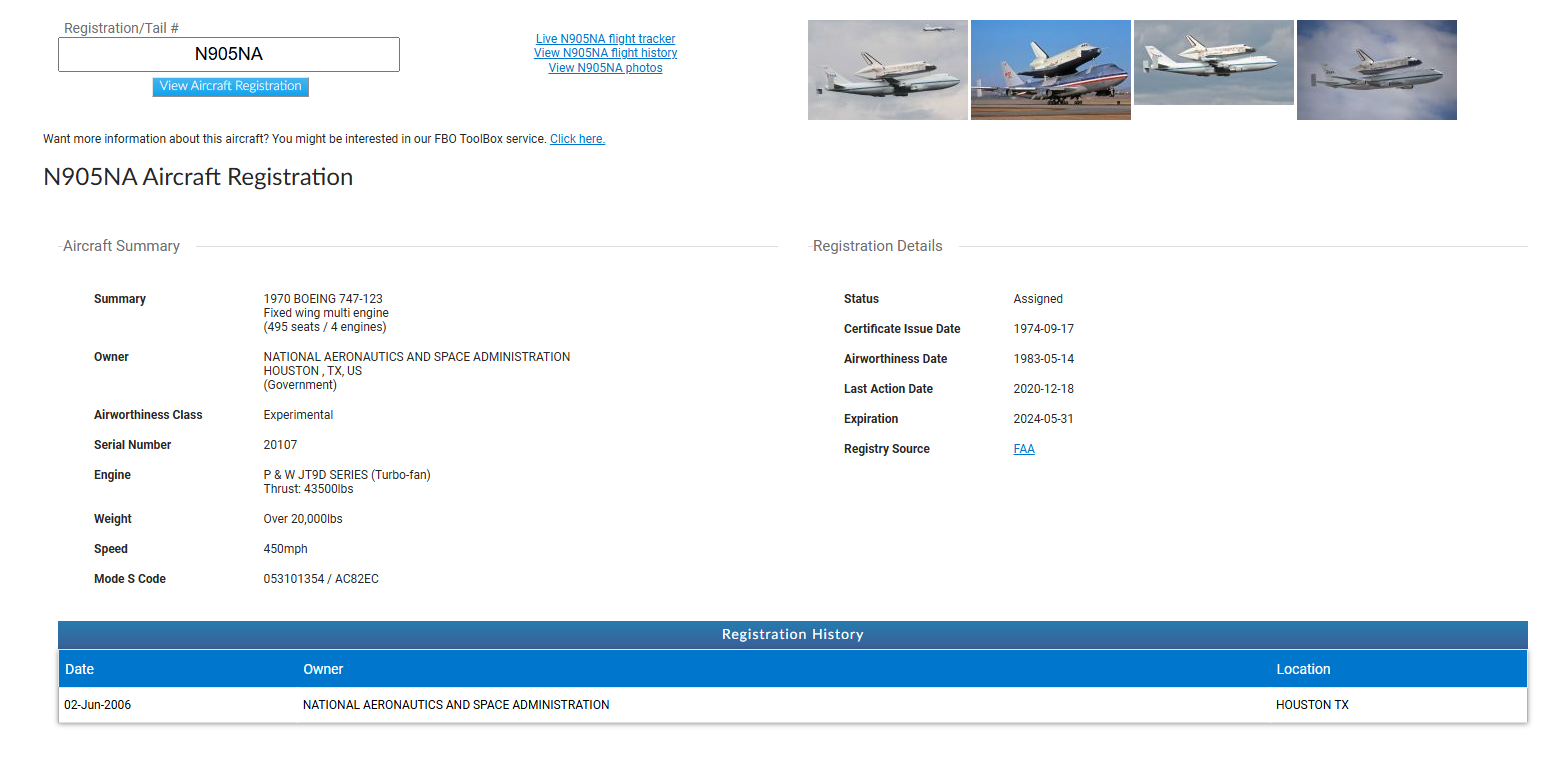 Registration/Tail #
N905NA
View Aircraft Registration
Live N905NA flight tracker
View N905NA flight history
View N905NA photos
Want more information about this aircraft? You might be interested in our FBO ToolBox service. Click here.
N905NA Aircraft Registration
Aircraft Summary
Summary
1970 BOEING 747-123
Fixed wing multi engine
(495 seats / 4 engines)
Owner
NATIONAL AERONAUTICS AND SPACE ADMINISTRATION
HOUSTON , TX, US
(Government)
Airworthiness Class
Experimental
Serial Number
20107
Engine
P & W JT9D SERIES (Turbo-fan)
Thrust: 43500lbs
Weight
Over 20,000lbs
Speed
450mph
Mode S Code
053101354 / AC82EC
Registration Details
Status
Assigned
Certificate Issue Date
1974-09-17
Airworthiness Date
1983-05-14
Last Action Date
2020-12-18
Expiration
2024-05-31
Registry Source
FAA
Registration History
Date Owner Location
02-Jun-2006 NATIONAL AERONAUTICS AND SPACE ADMINISTRATION HOUSTON TX